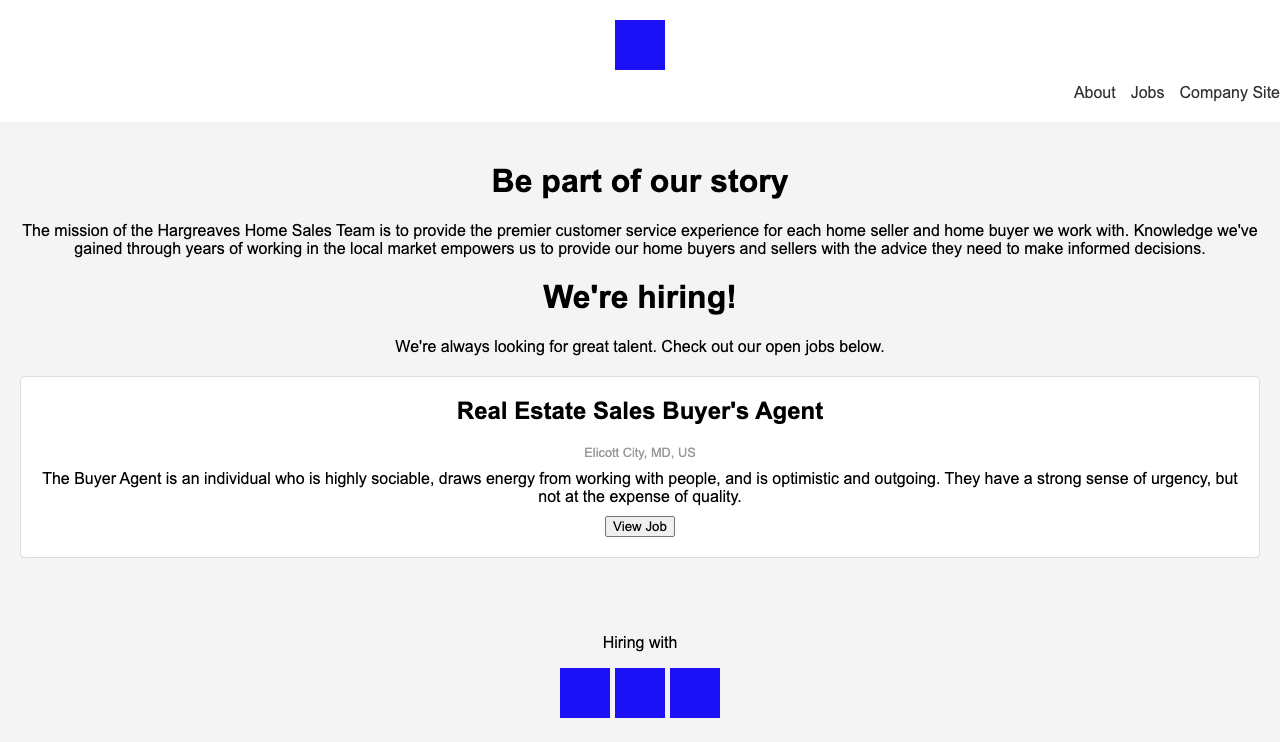 About Jobs Company Site
Be part of our story
The mission of the Hargreaves Home Sales Team is to provide the premier customer service experience for each home seller and home buyer we work with. Knowledge we've
gained through years of working in the local market empowers us to provide our home buyers and sellers with the advice they need to make informed decisions.
We're hiring!
We're always looking for great talent. Check out our open jobs below.
Real Estate Sales Buyer's Agent
Elicott City, MD, US
The Buyer Agent is an individual who is highly sociable, draws energy from working with people, and is optimistic and outgoing. They have a strong sense of urgency, but
not at the expense of quality.
View Job
Hiring with